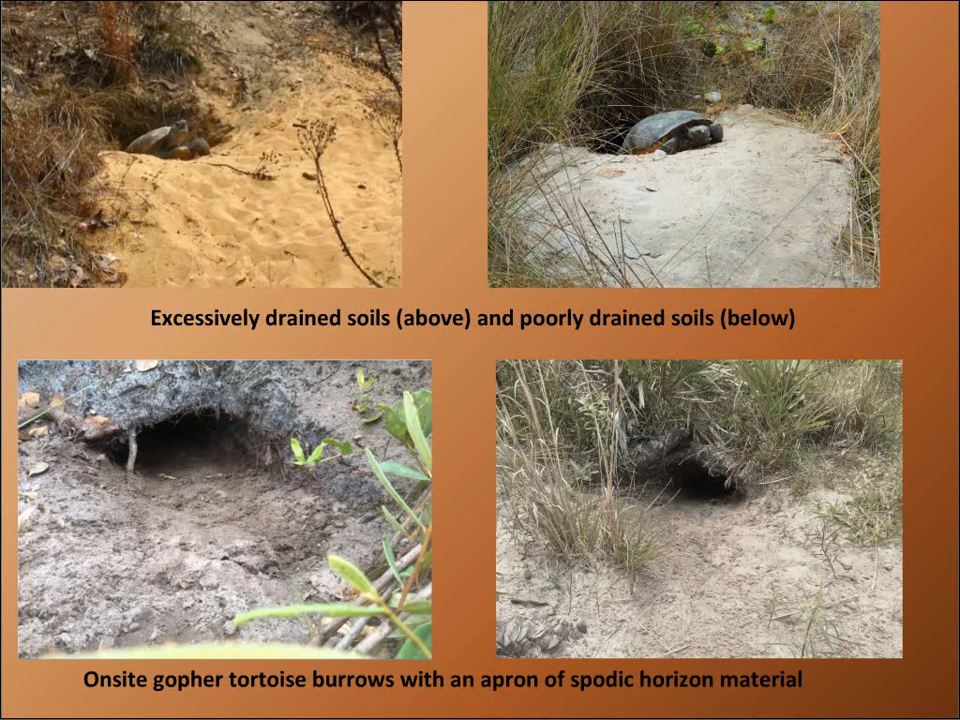 Excessively drained soils (above) and poorly drained soils (below)
Onsite gopher tortoise burrows with an apron of spodic horizon material